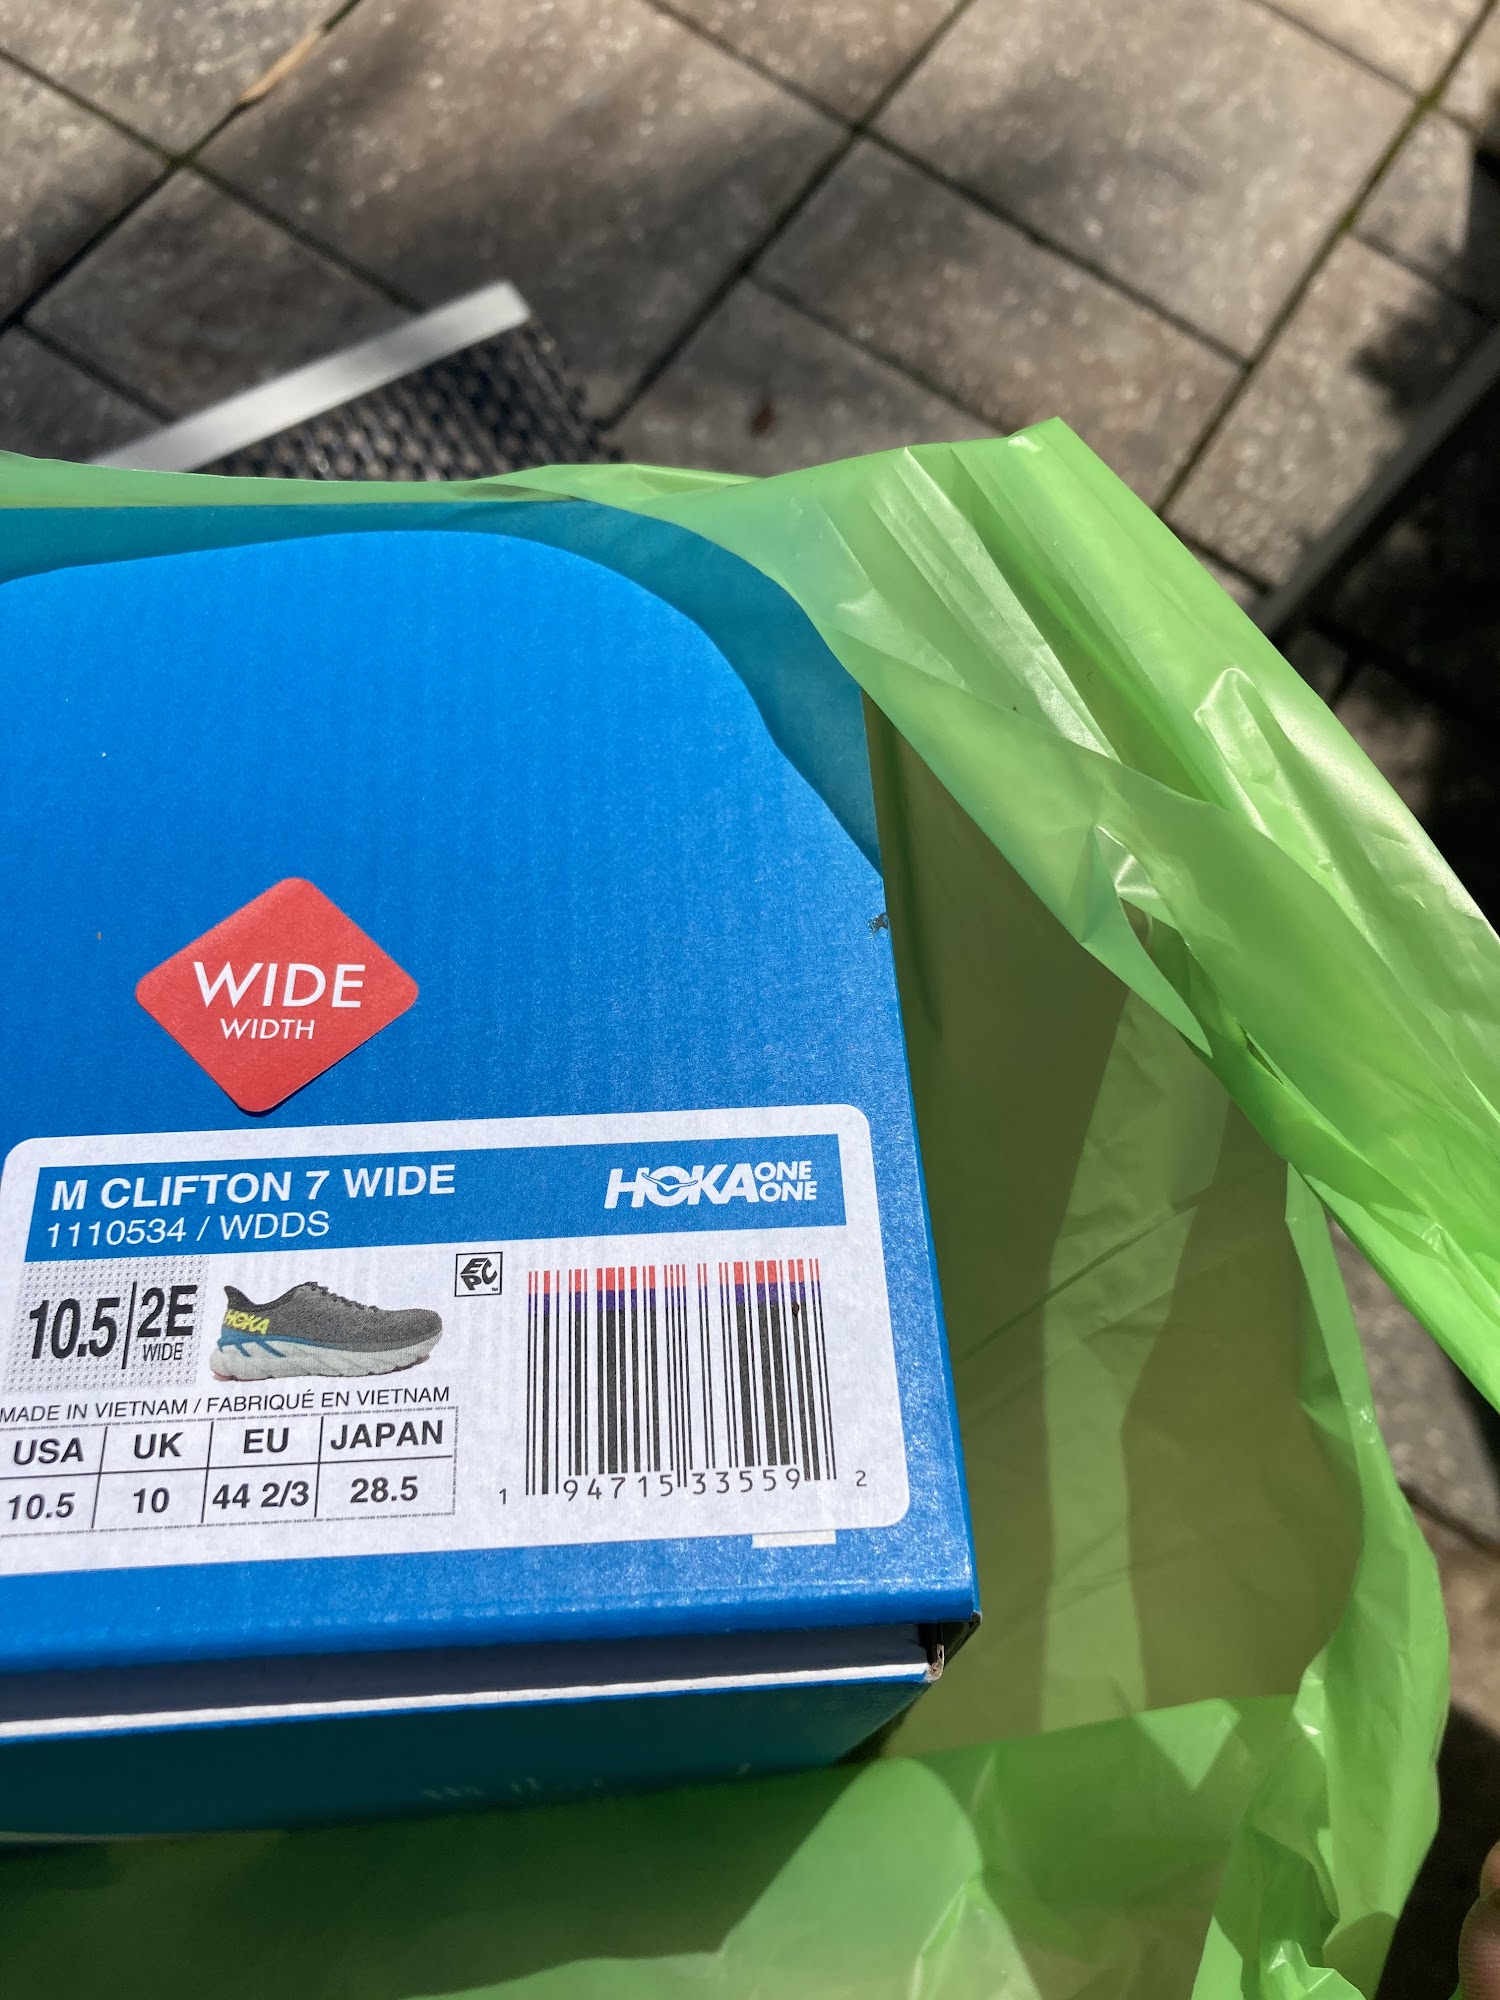 WIDE
WIDTH
M CLIFTON 7 WIDE
1110534 / WDDS
HOKA ONE ONE
10.5 2E
WIDE
HOKA
EPC
MADE IN VIETNAM / FABRIQUÉ EN VIETNAM
USA UK EU JAPAN
10.5 10 44 2/3 28.5
1 94715 33559 2